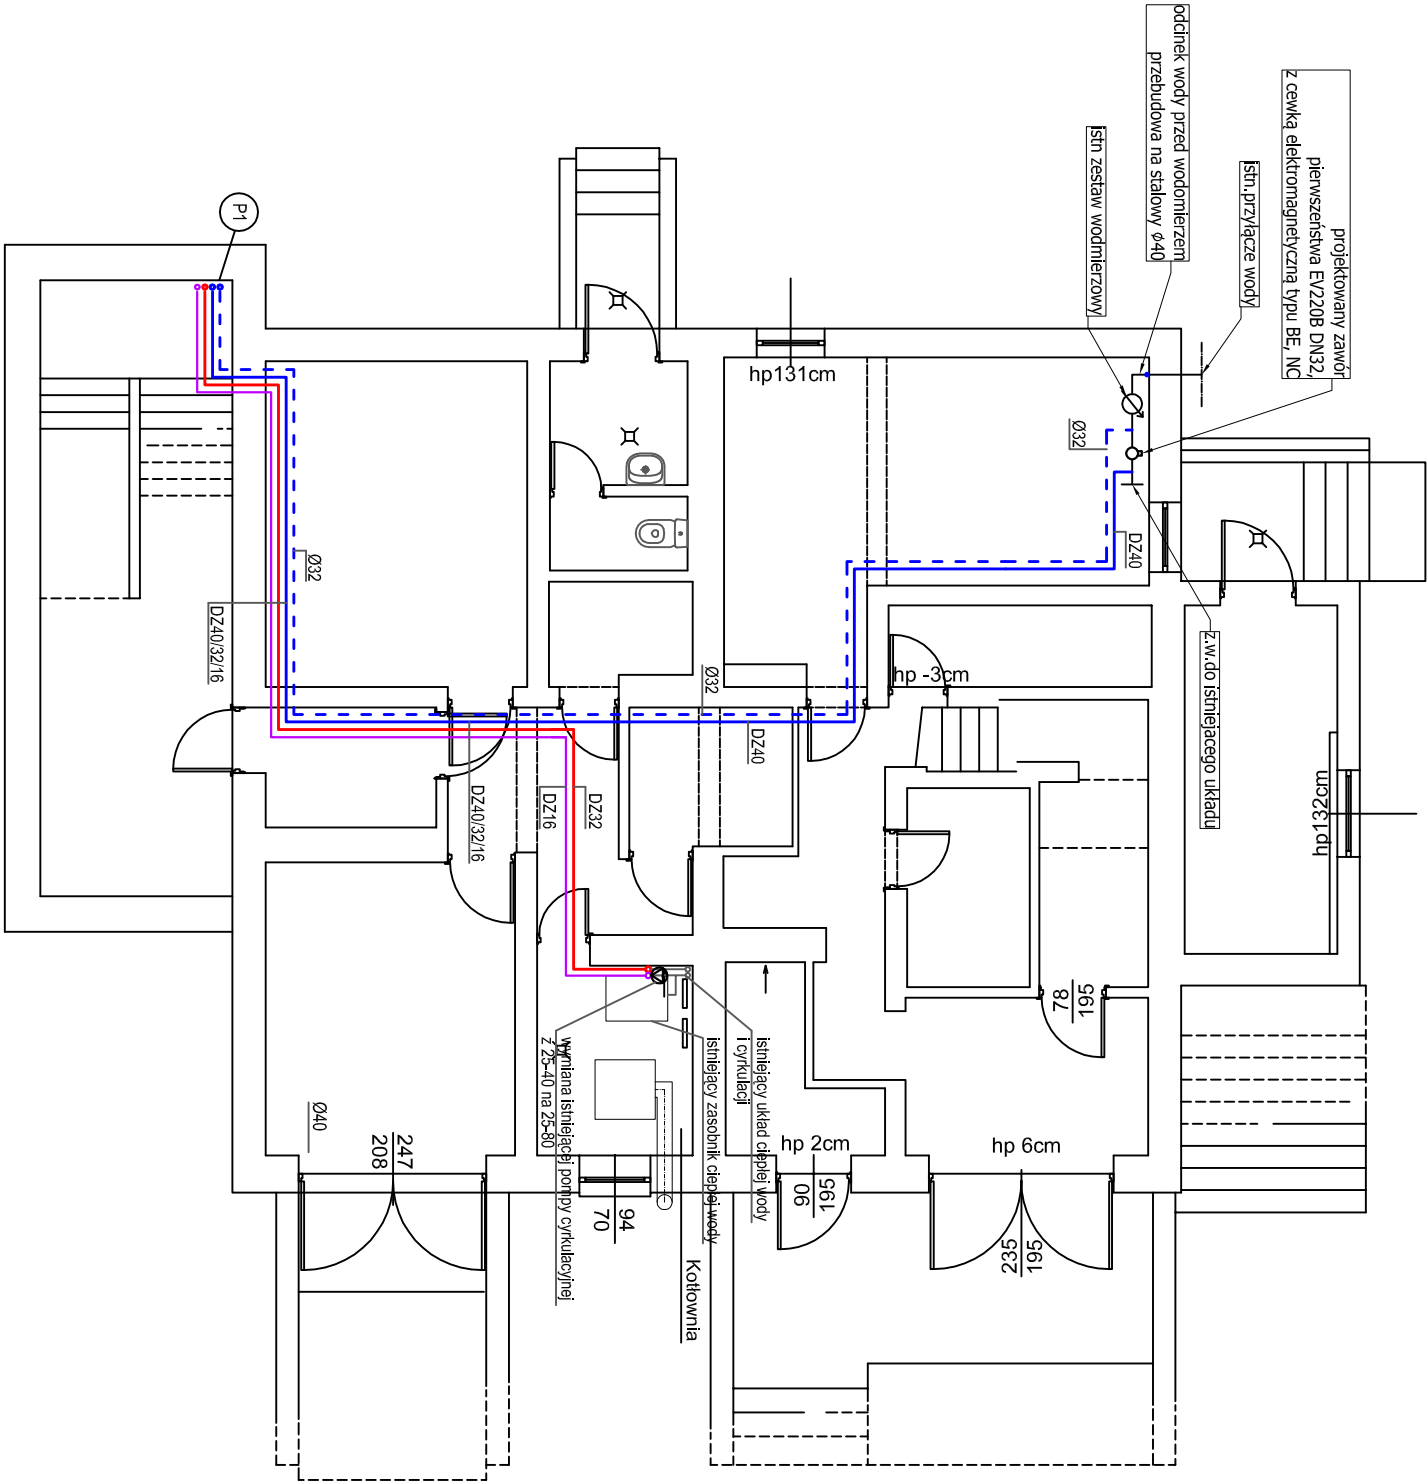 odcinek wody przed wodomierzem
przebudowa na stalowy ⌀40
projektowany zawór
pierwszeństwa EV220B DN32,
z cewką elektromagnetyczną typu BE, NC
istn.przyłącze wody
istn zestaw wodmierzowy
P1
hp131cm
Ø32
DZ40
z.w.do istniejacego układu
Ø32
DZ40/32/16
hp -3cm
Ø32
DZ40
hp132cm
DZ16
DZ32
DZ40/32/16
195
78
istniejący układ ciepłej wody
i cyrkulacji
istniejący zasobnik ciepłej wody
wymiana istniejącej pompy cyrkulacyjnej
z 25-40 na 25-80
Ø40
247
208
94
70
hp 2cm
195
90
hp 6cm
195
235
Kotłownia